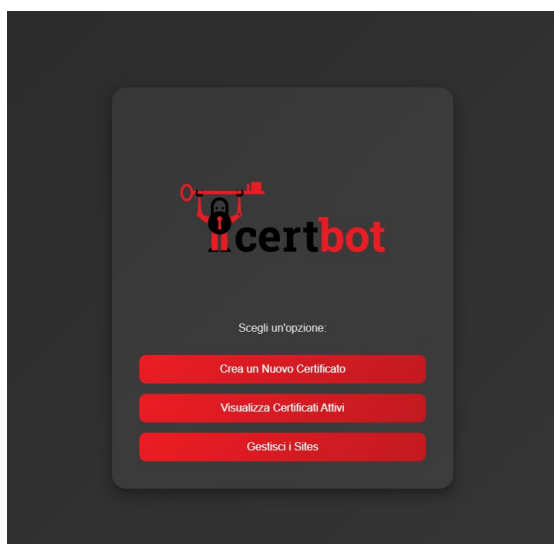 certbot
Scegli un'opzione:
Crea un Nuovo Certificato
Visualizza Certificati Attivi
Gestisci i Sites